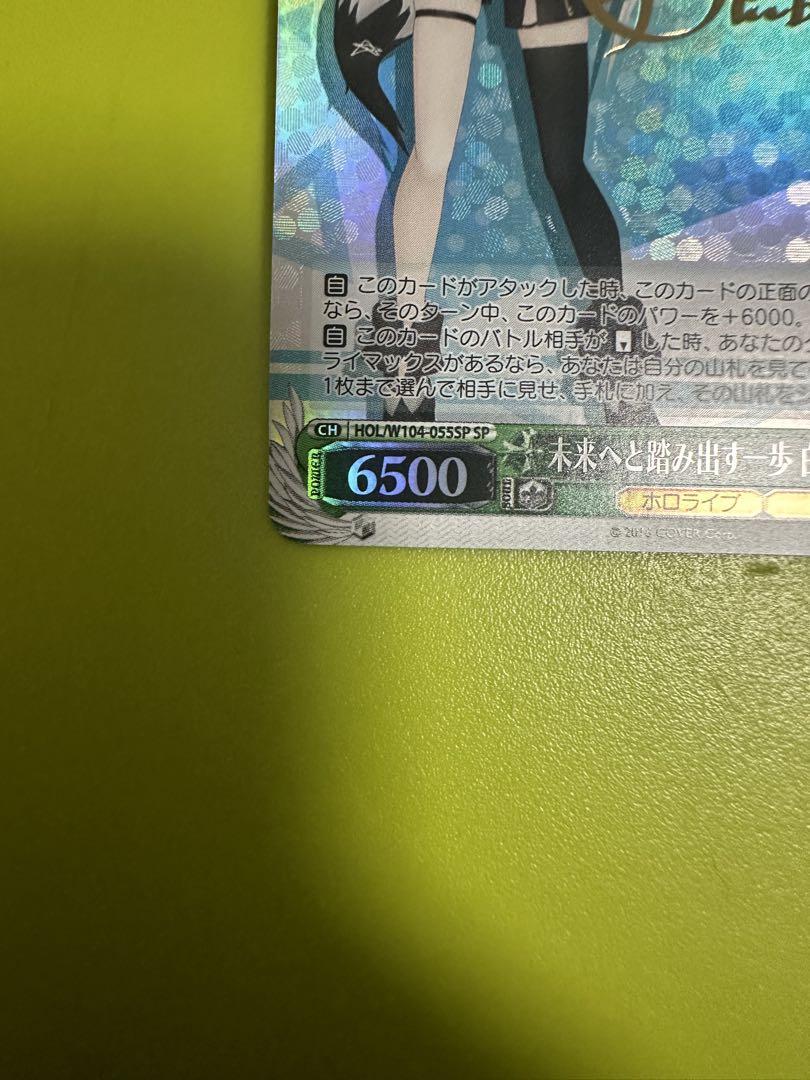 自 このカードがアタックした時、このカードの正面の
なら、そのターン中、このカードのパワーを+6000。
自 このカードのバトル相手が した時、あなたのク
ライマックスがあるなら、あなたは自分の山札を見て
1枚まで選んで相手に見せ、手札に加え、その山札を
CH HOL/W104-055SP SP
POWER 6500
SOUL
未来へと踏み出す一歩 白
ホロライブ
© 2016 COVER Corp.